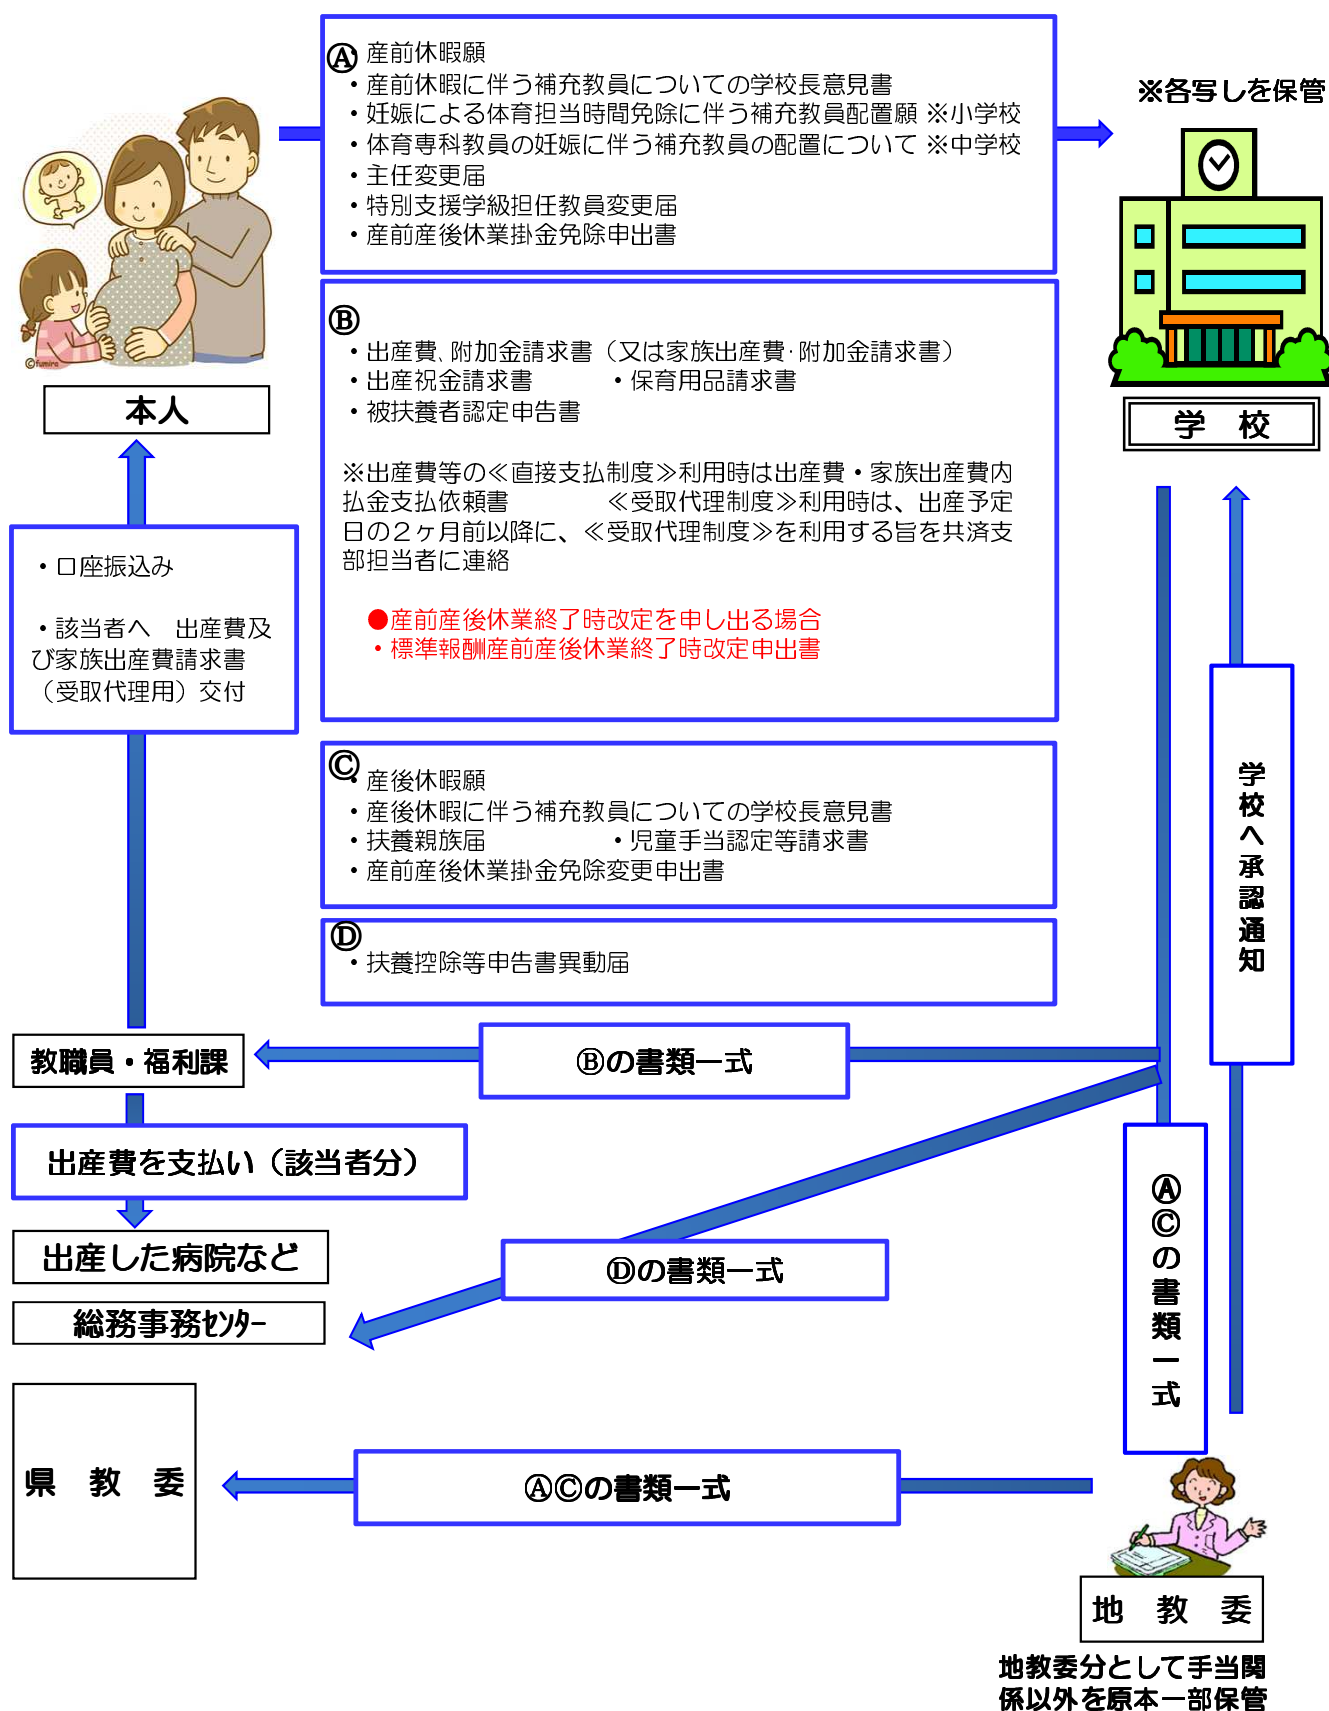 Ⓐ
・産前休暇願
・産前休暇に伴う補充教員についての学校長意見書
・妊娠による体育担当時間免除に伴う補充教員配置願 ※小学校
・体育専科教員の妊娠に伴う補充教員の配置について ※中学校
・主任変更届
・特別支援学級担任教員変更届
・産前産後休業掛金免除申出書
※各写しを保管
©fumira
本人
学　校
Ⓑ
・出産費、附加金請求書（又は家族出産費・附加金請求書）
・出産祝金請求書　　　・保育用品請求書
・被扶養者認定申告書
※出産費等の≪直接支払制度≫利用時は出産費・家族出産費内
払金支払依頼書　　　　≪受取代理制度≫利用時は、出産予定
日の２ヶ月前以降に、≪受取代理制度≫を利用する旨を共済支
部担当者に連絡
●産前産後休業終了時改定を申し出る場合
・標準報酬産前産後休業終了時改定申出書
・口座振込み
・該当者へ　出産費及
び家族出産費請求書
（受取代理用）交付
Ⓒ
・産後休暇願
・産後休暇に伴う補充教員についての学校長意見書
・扶養親族届　　　　　・児童手当認定等請求書
・産前産後休業掛金免除変更申出書
学校へ承認通知
Ⓓ
・扶養控除等申告書異動届
教職員・福利課
Ⓑの書類一式
出産費を支払い（該当者分）
ⒶⒸの書類一式
出産した病院など
Ⓓの書類一式
総務事務ｾﾝﾀｰ
県　教　委
ⒶⒸの書類一式
地　教　委
地教委分として手当関
係以外を原本一部保管